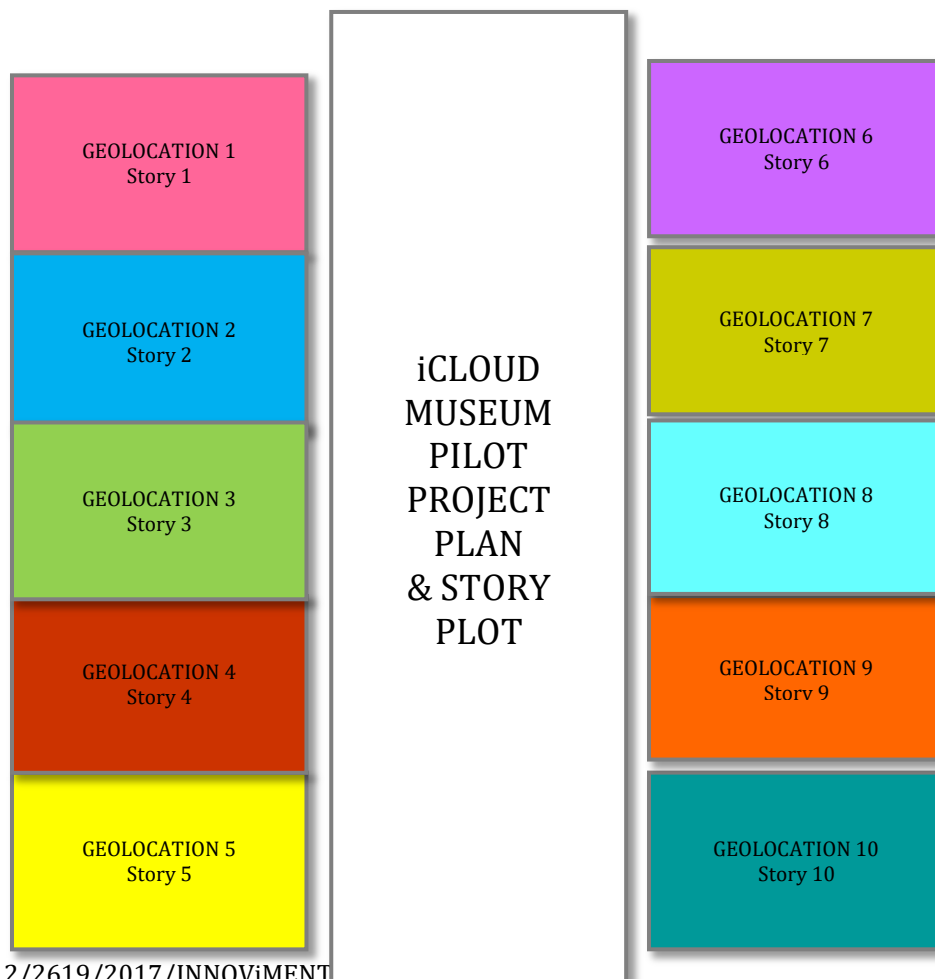 GEOLOCATION 1
Story 1
GEOLOCATION 2
Story 2
GEOLOCATION 3
Story 3
GEOLOCATION 4
Story 4
GEOLOCATION 5
Story 5
iCLOUD
MUSEUM
PILOT
PROJECT
PLAN
& STORY
PLOT
GEOLOCATION 6
Story 6
GEOLOCATION 7
Story 7
GEOLOCATION 8
Story 8
GEOLOCATION 9
Story 9
GEOLOCATION 10
Story 10
2/2619/2017/INNOViMENT